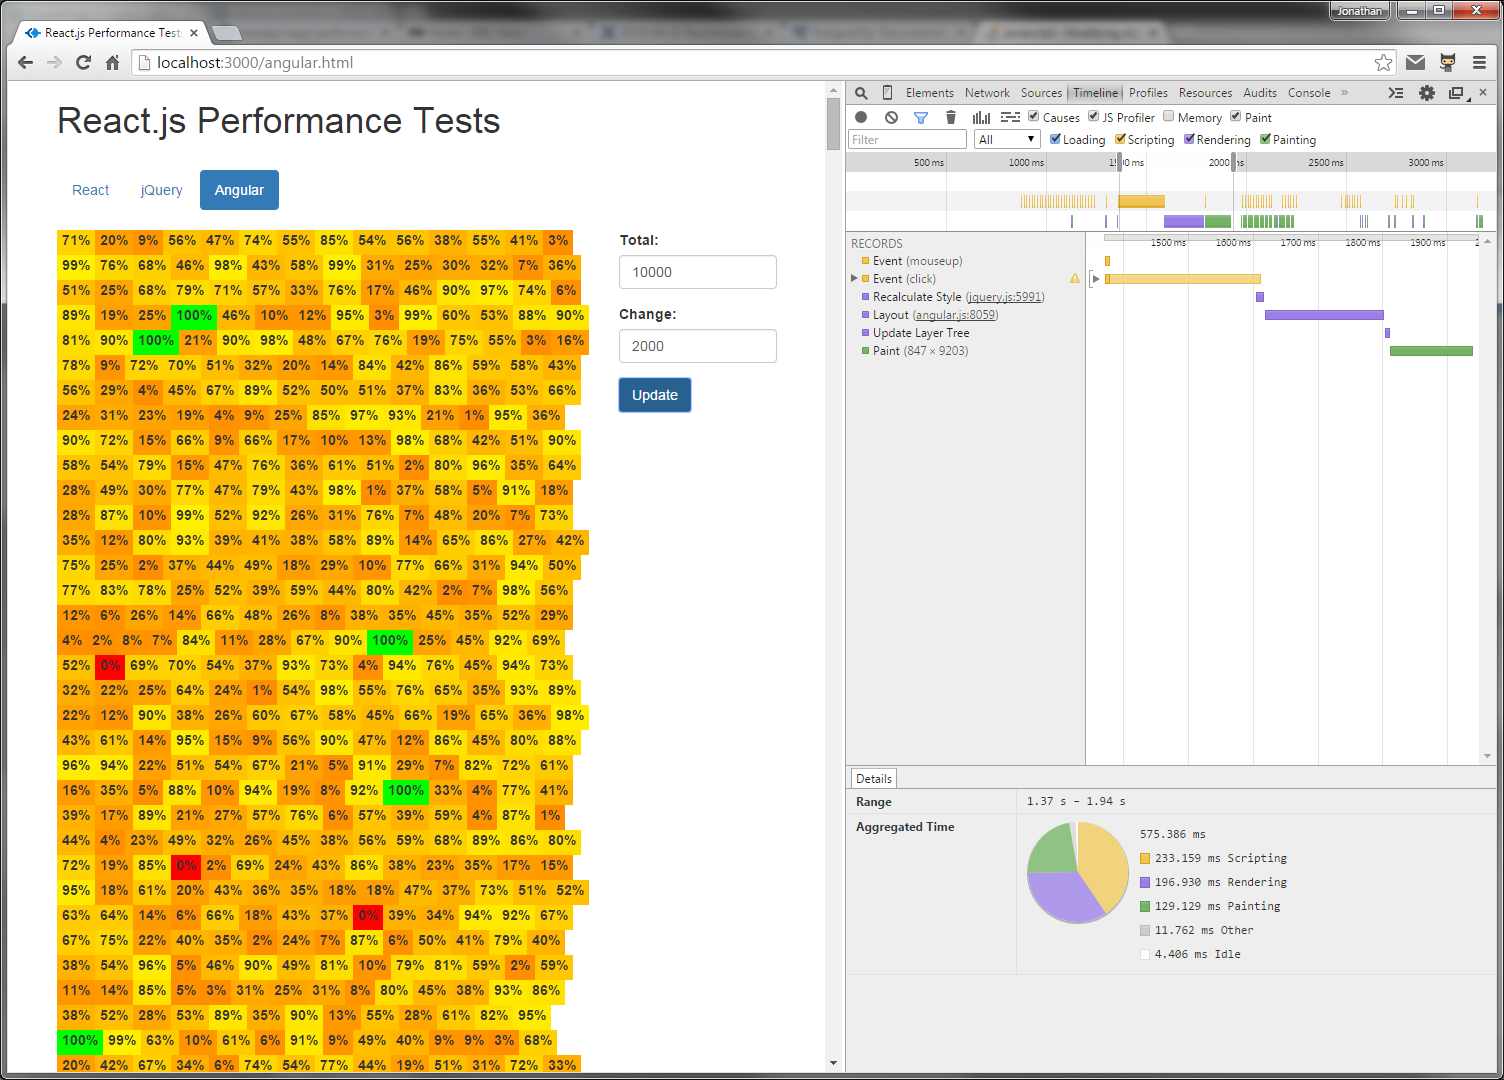 Jonathan
React.js Performance Tests
localhost:3000/angular.html
React.js Performance Tests
React jQuery Angular
71% 20% 9% 56% 47% 74% 55% 85% 54% 56% 38% 55% 41% 3%
99% 76% 68% 46% 98% 43% 58% 99% 31% 25% 30% 32% 7% 36%
51% 25% 68% 79% 71% 57% 33% 76% 17% 46% 90% 97% 74% 6%
89% 19% 25% 100% 46% 10% 12% 95% 3% 99% 60% 53% 88% 90%
81% 90% 100% 21% 90% 98% 48% 67% 76% 19% 75% 55% 3% 16%
78% 9% 72% 70% 51% 32% 20% 14% 84% 42% 86% 59% 58% 43%
56% 29% 4% 45% 67% 89% 52% 50% 51% 37% 83% 36% 53% 66%
24% 31% 23% 19% 4% 9% 25% 85% 97% 93% 21% 1% 95% 36%
90% 72% 15% 66% 9% 66% 17% 10% 13% 98% 68% 42% 51% 90%
58% 54% 79% 15% 47% 76% 36% 61% 51% 2% 80% 96% 35% 64%
28% 49% 30% 77% 47% 79% 43% 98% 1% 37% 58% 5% 91% 18%
28% 87% 10% 99% 52% 92% 26% 31% 76% 7% 48% 20% 7% 73%
35% 12% 80% 93% 39% 41% 38% 58% 89% 14% 65% 86% 27% 42%
75% 25% 2% 37% 44% 49% 18% 29% 10% 77% 66% 31% 94% 50%
77% 83% 78% 25% 52% 39% 59% 44% 80% 42% 2% 7% 98% 56%
12% 6% 26% 14% 66% 48% 26% 8% 38% 35% 45% 35% 52% 29%
4% 2% 8% 7% 84% 11% 28% 67% 90% 100% 25% 45% 92% 69%
52% 0% 69% 70% 54% 37% 93% 73% 4% 94% 76% 45% 94% 73%
32% 22% 25% 64% 24% 1% 54% 98% 55% 76% 65% 35% 93% 89%
22% 12% 90% 38% 26% 60% 67% 58% 45% 66% 19% 65% 36% 98%
43% 61% 14% 95% 15% 9% 56% 90% 47% 12% 86% 45% 80% 88%
96% 94% 22% 51% 54% 67% 21% 5% 91% 29% 7% 82% 72% 61%
16% 35% 5% 88% 10% 94% 19% 8% 92% 100% 33% 4% 77% 41%
39% 17% 89% 21% 27% 57% 76% 6% 57% 39% 59% 4% 87% 1%
44% 4% 23% 49% 32% 26% 45% 38% 56% 59% 68% 89% 86% 80%
72% 19% 85% 0% 2% 69% 24% 43% 86% 38% 23% 35% 17% 15%
95% 18% 61% 20% 43% 36% 35% 18% 18% 47% 37% 73% 51% 52%
63% 64% 14% 6% 66% 18% 43% 37% 0% 39% 34% 94% 92% 67%
67% 75% 22% 40% 35% 2% 24% 7% 87% 6% 50% 41% 79% 40%
38% 54% 96% 5% 46% 90% 49% 81% 10% 79% 81% 59% 2% 59%
11% 14% 85% 5% 3% 31% 25% 31% 8% 80% 45% 38% 93% 86%
38% 52% 28% 53% 89% 35% 90% 13% 55% 28% 61% 82% 95%
100% 99% 63% 10% 61% 6% 91% 9% 49% 40% 9% 9% 3% 68%
20% 42% 67% 34% 6% 74% 54% 77% 44% 19% 51% 31% 72% 33%
Total:
10000
Change:
2000
Update
Elements Network Sources Timeline Profiles Resources Audits Console »
Causes JS Profiler Memory Paint
Filter All Loading Scripting Rendering Painting
500 ms 1000 ms 2000 ms 2500 ms 3000 ms
RECORDS 1500 ms 1600 ms 1700 ms 1800 ms 1900 ms
Event (mouseup)
Event (click)
Recalculate Style (jquery.js:5991)
Layout (angular.js:8059)
Update Layer Tree
Paint (847 × 9203)
Details
Range 1.37 s – 1.94 s
Aggregated Time
575.386 ms
233.159 ms Scripting
196.930 ms Rendering
129.129 ms Painting
11.762 ms Other
4.406 ms Idle